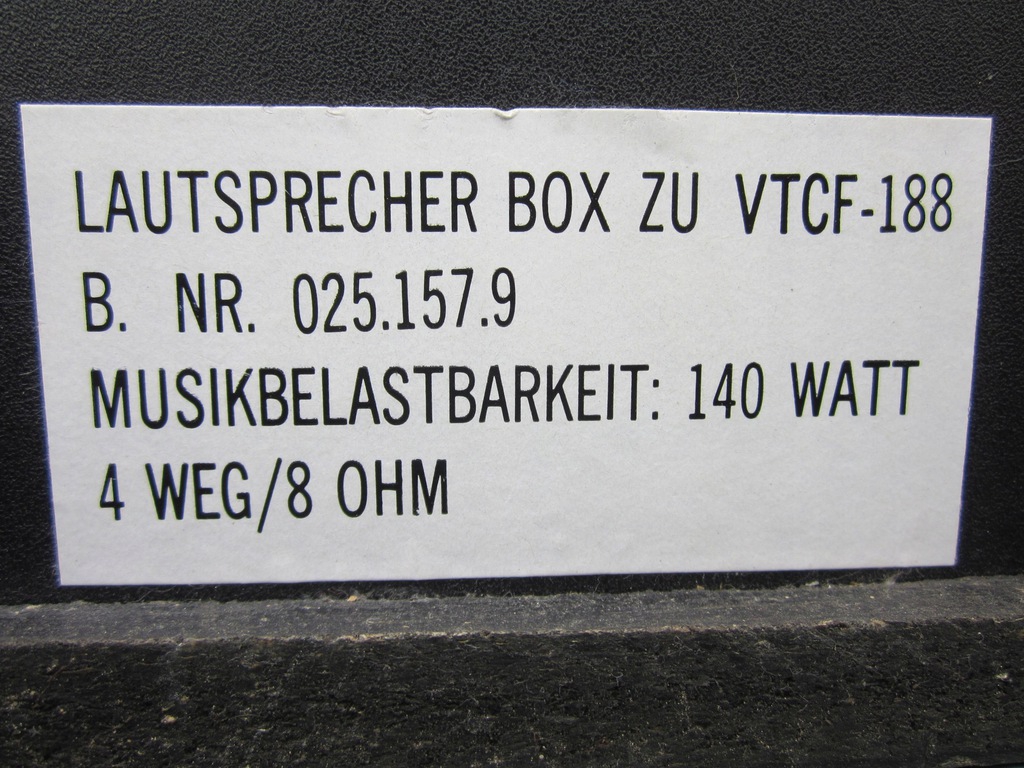 LAUTSPRECHER BOX ZU VTCF-188
B. NR. 025.157.9
MUSIKBELASTBARKEIT: 140 WATT
4 WEG/8 OHM